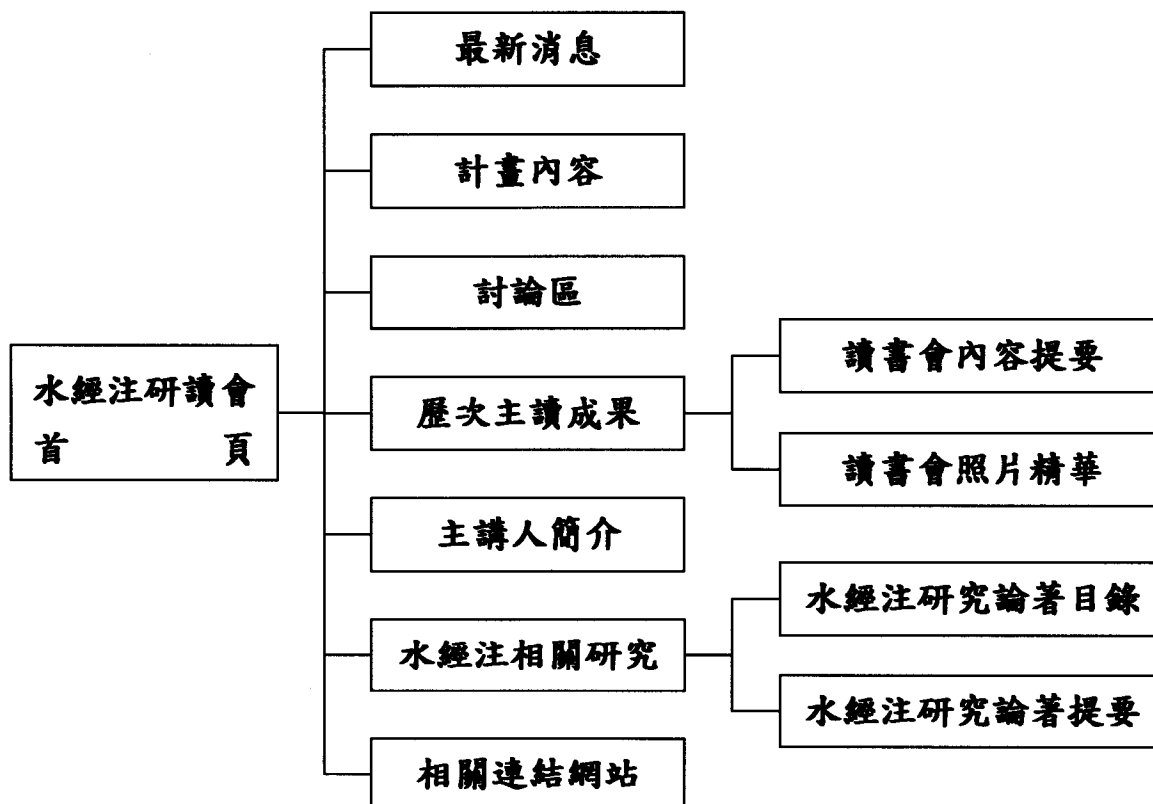 最新消息
計畫內容
討論區
水經注研讀會
首頁
歷次主讀成果
讀書會內容提要
讀書會照片精華
主講人簡介
水經注相關研究
水經注研究論著目錄
水經注研究論著提要
相關連結網站